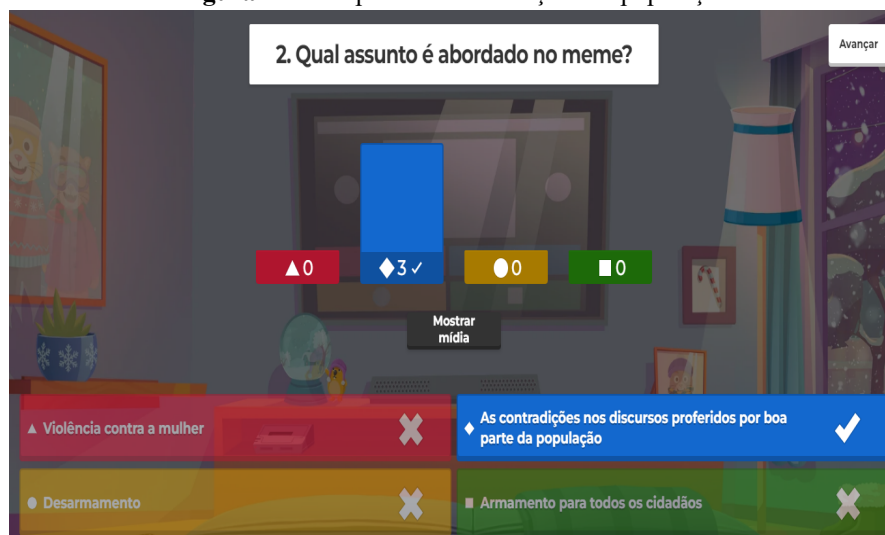 2. Qual assunto é abordado no meme?
Avançar
0
3
0
0
Mostrar
mídia
Violência contra a mulher
As contradições nos discursos proferidos por boa
parte da população
Desarmamento
Armamento para todos os cidadãos